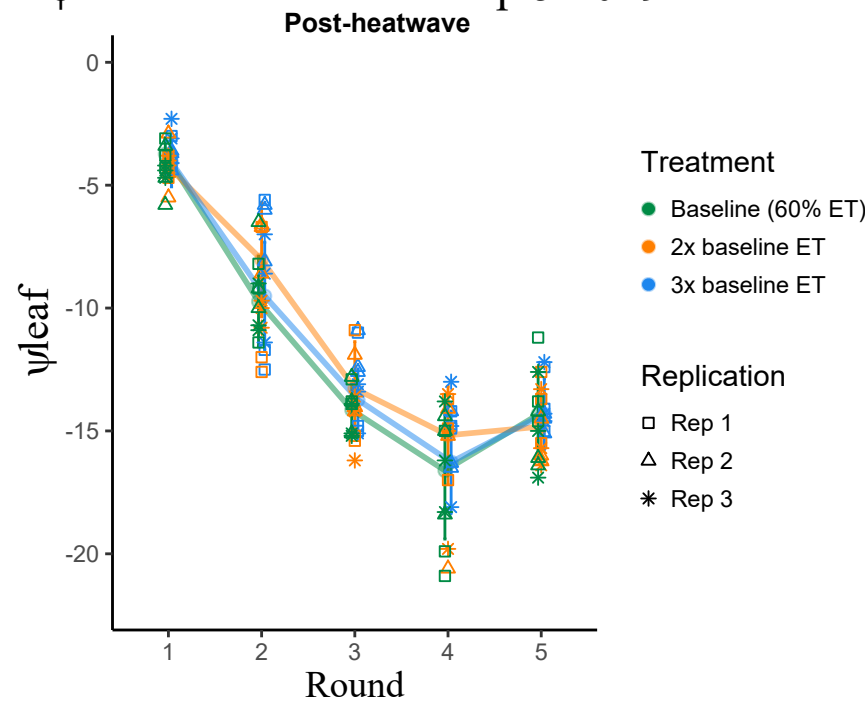 Post-heatwave
0
-5
-10
-15
-20
ψleaf
1 2 3 4 5
Round
Treatment
Baseline (60% ET)
2x baseline ET
3x baseline ET
Replication
Rep 1
Rep 2
Rep 3